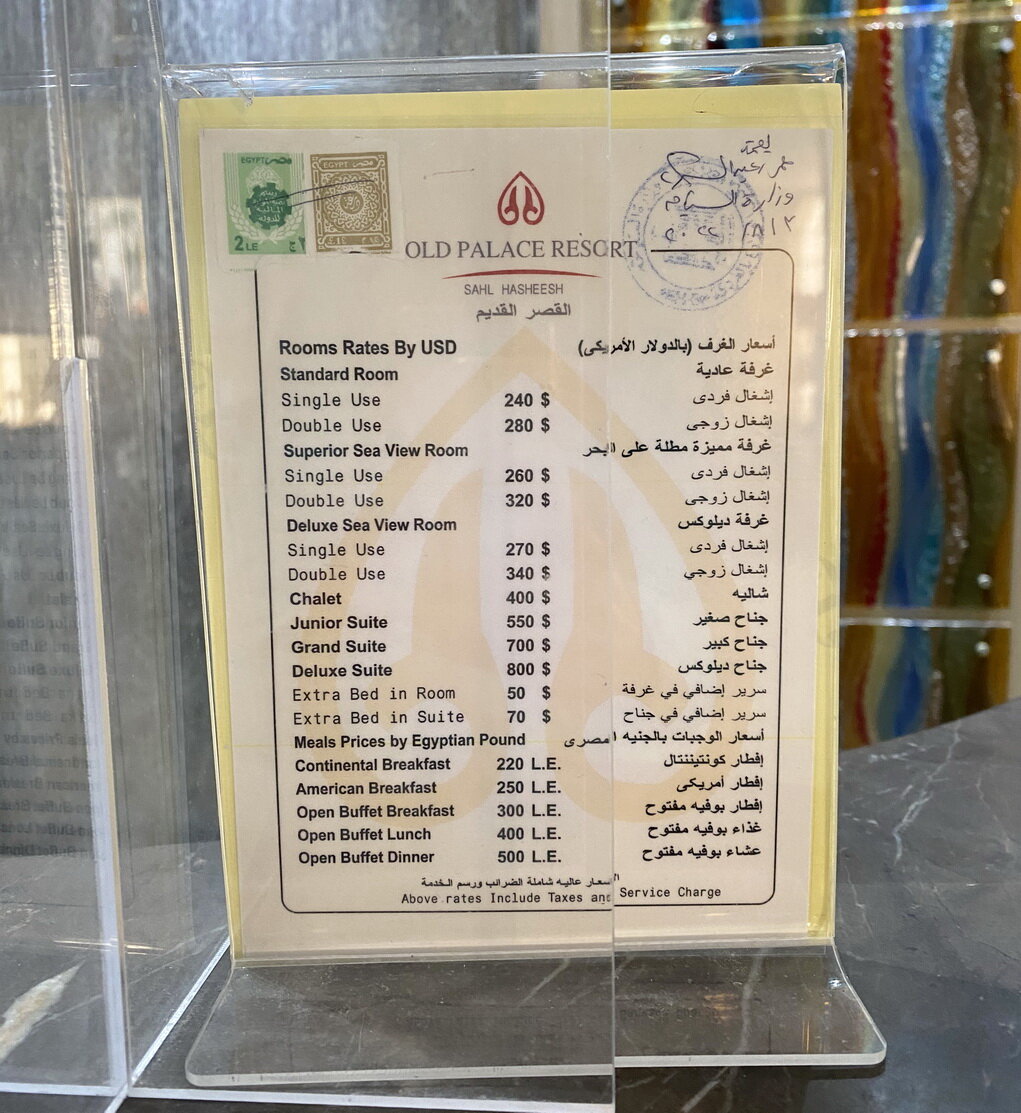 EGYPT مصر
2 LE ج ٢
EGYPT مصر
OLD PALACE RESORT
SAHL HASHEESH
القصر القديم
Rooms Rates By USD أسعار الغرف (بالدولار الأمريكى)
Standard Room غرفة عادية
Single Use 240 $ إشغال فردى
Double Use 280 $ إشغال زوجى
Superior Sea View Room غرفة مميزة مطلة على البحر
Single Use 260 $ إشغال فردى
Double Use 320 $ إشغال زوجى
Deluxe Sea View Room غرفة ديلوكس
Single Use 270 $ إشغال فردى
Double Use 340 $ إشغال زوجي
Chalet 400 $ شاليه
Junior Suite 550 $ جناح صغير
Grand Suite 700 $ جناح كبير
Deluxe Suite 800 $ جناح ديلوكس
Extra Bed in Room 50 $ سرير إضافي في غرفة
Extra Bed in Suite 70 $ سرير إضافي في جناح
Meals Prices by Egyptian Pound أسعار الوجبات بالجنيه المصرى
Continental Breakfast 220 L.E. إفطار كونتيننتال
American Breakfast 250 L.E. إفطار أمريكى
Open Buffet Breakfast 300 L.E. إفطار بوفيه مفتوح
Open Buffet Lunch 400 L.E. غذاء بوفيه مفتوح
Open Buffet Dinner 500 L.E. عشاء بوفيه مفتوح
الأسعار عاليه شاملة الضرائب ورسم الخدمة
Above rates Include Taxes and Service Charge